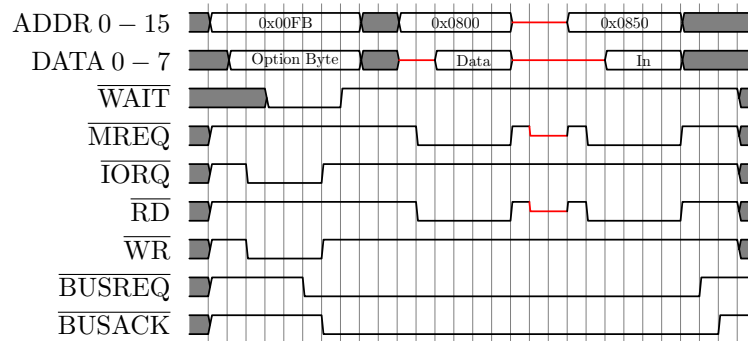 ADDR 0 − 15 0x00FB 0x0800 0x0850
DATA 0 − 7 Option Byte Data In
WAIT
MREQ
IORQ
RD
WR
BUSREQ
BUSACK